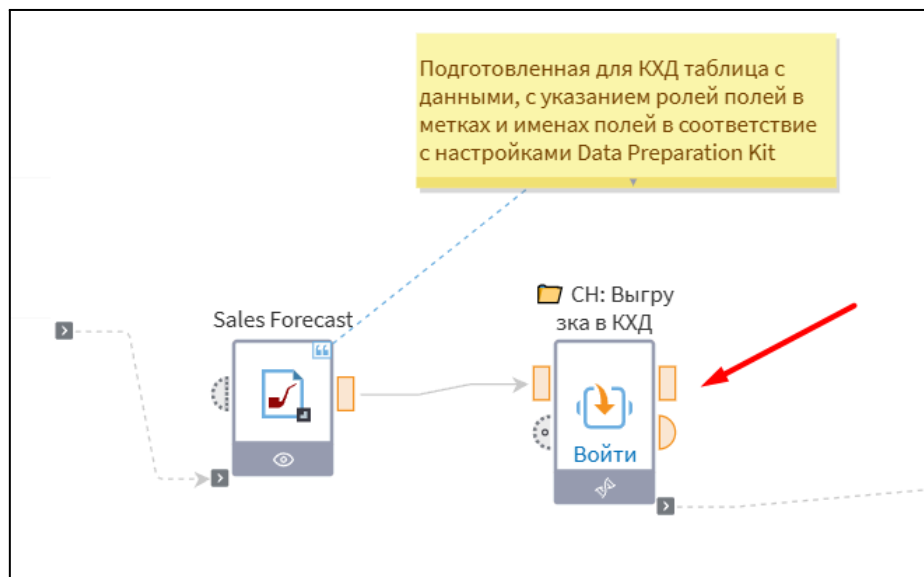 Подготовленная для КХД таблица с
данными, с указанием ролей полей в
метках и именах полей в соответствие
с настройками Data Preparation Kit
Sales Forecast
CH: Выгру
зка в КХД
Войти